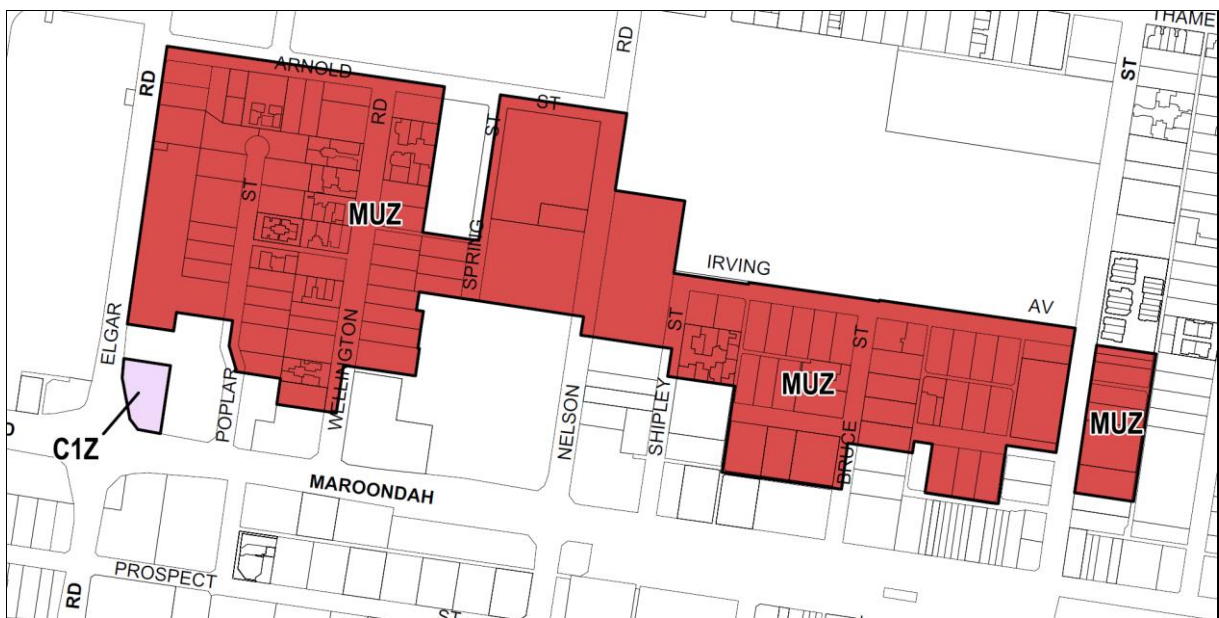 THAME
RD
ST
RD
ARNOLD
ST
RD
ST
ST
MUZ
SPRING
IRVING
AV
ST
ST
ELGAR
WELLINGTON
MUZ
MUZ
C1Z
POPLAR
NELSON
SHIPLEY
BRUCE
MAROONDAH
PROSPECT
RD
ST